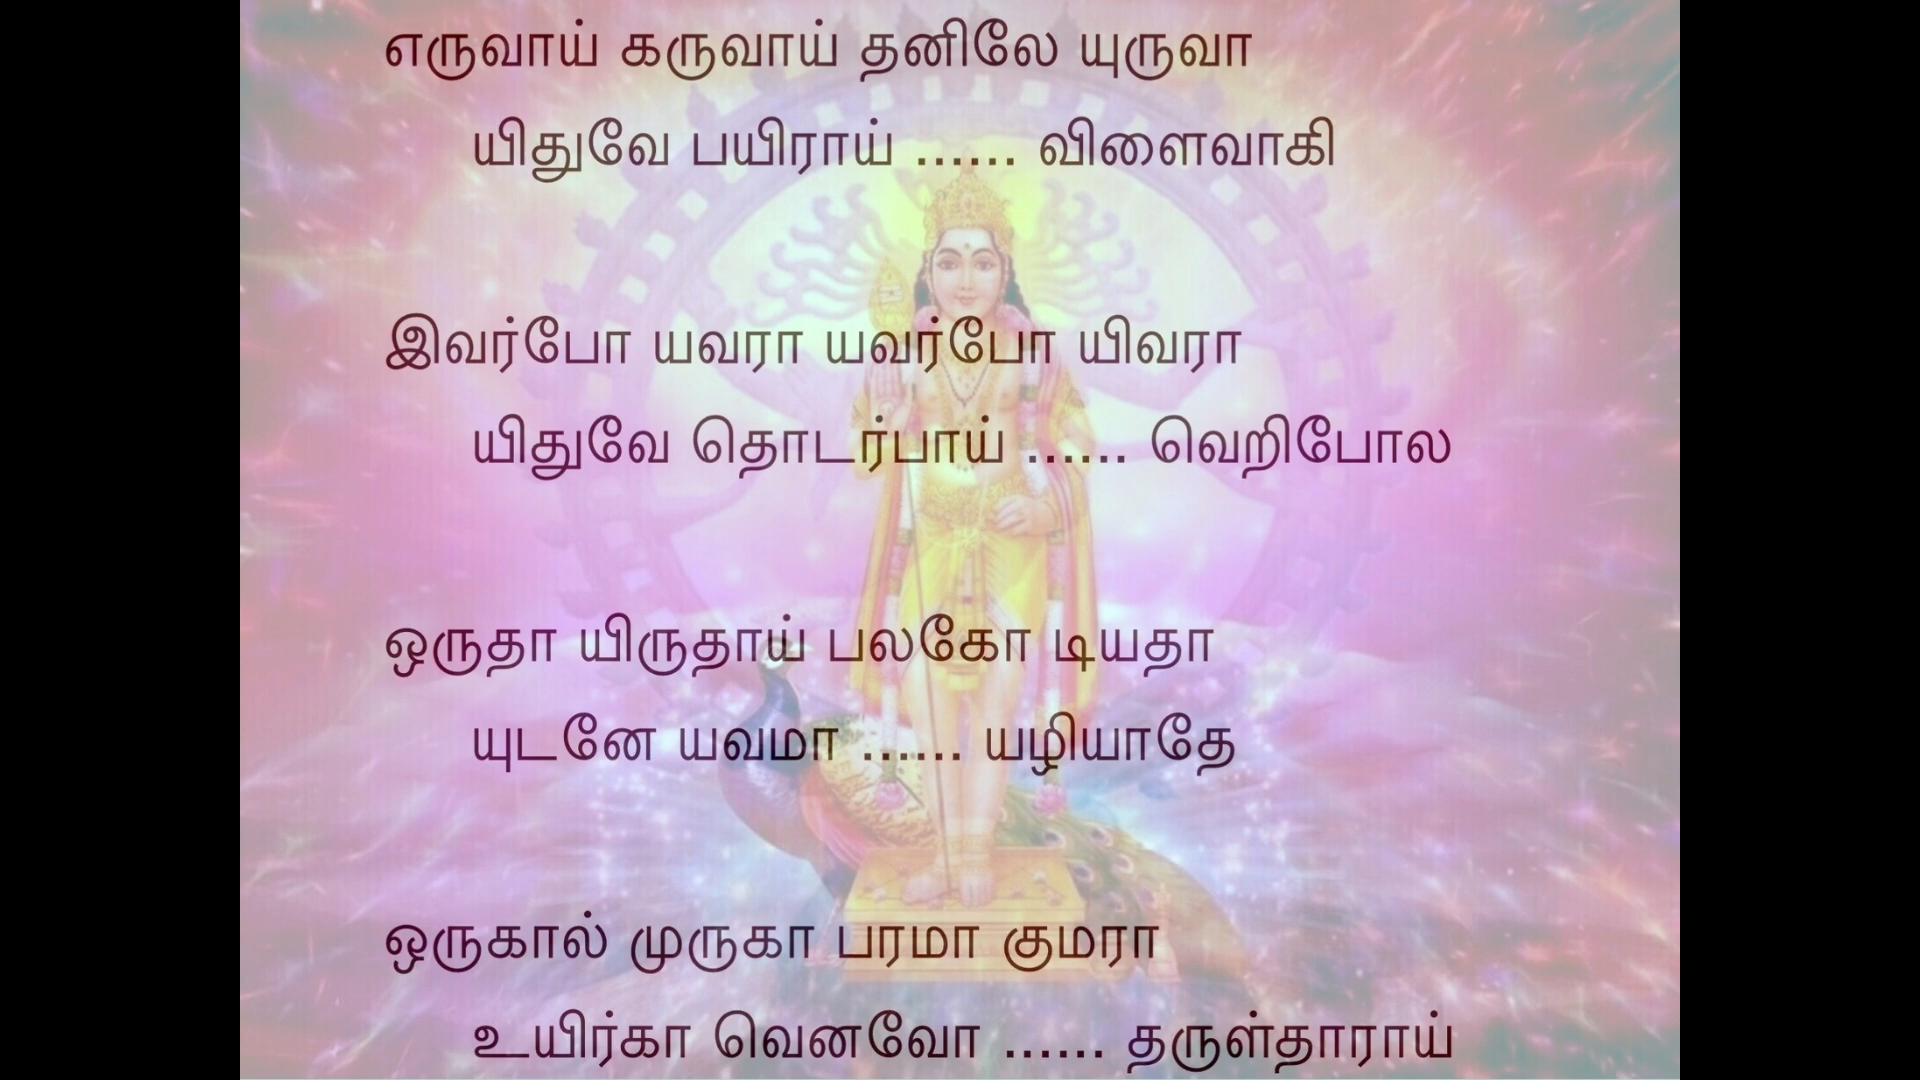 எருவாய் கருவாய் தனிலே யுருவா
யிதுவே பயிராய் ...... விளைவாகி
இவர்போ யவரா யவர்போ யிவரா
யிதுவே தொடர்பாய் ...... வெறிபோல
ஒருதா யிருதாய் பலகோ டியதா
யுடனே யவமா ...... யழியாதே
ஒருகால் முருகா பரமா குமரா
உயிர்கா வெனவோ ...... தருள்தாராய்